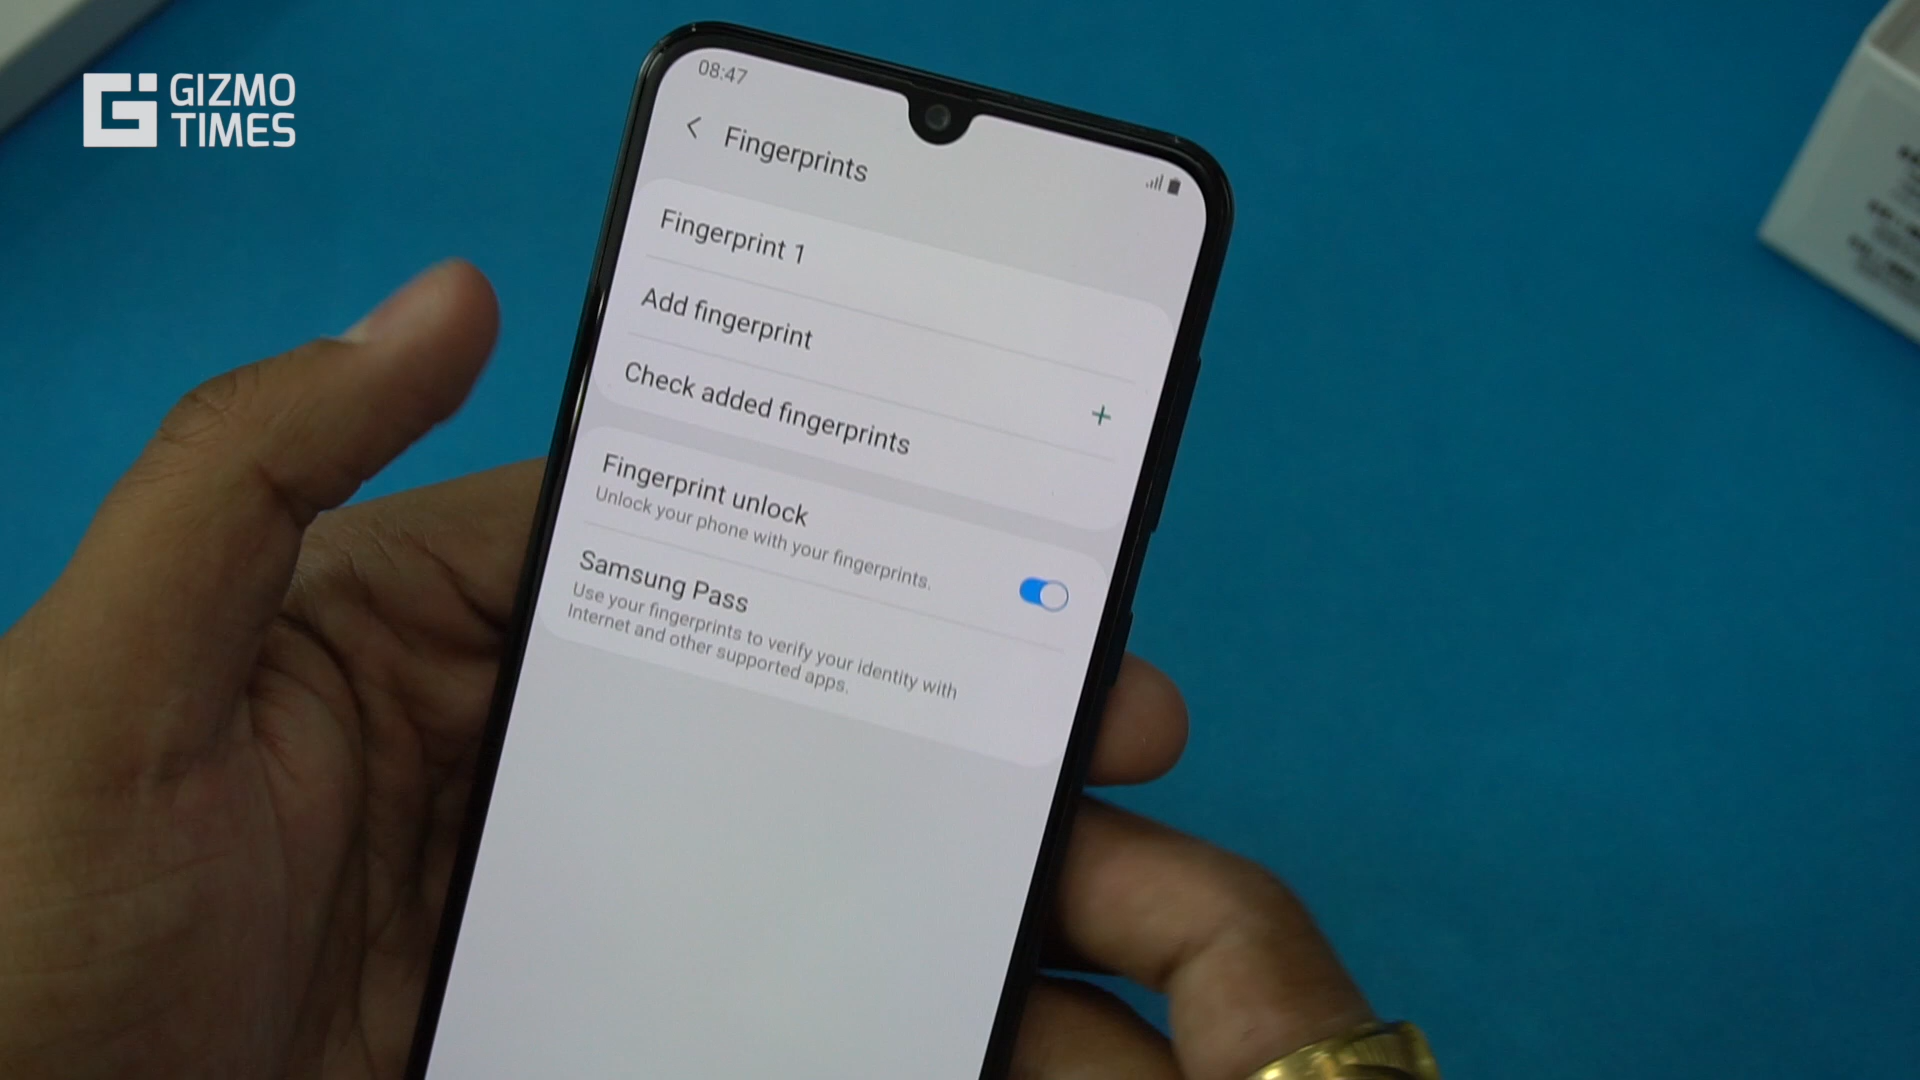 GIZMO
TIMES
08:47
Fingerprints
Fingerprint 1
Add fingerprint
Check added fingerprints
Fingerprint unlock
Unlock your phone with your fingerprints.
Samsung Pass
Use your fingerprints to verify your identity with
Internet and other supported apps.